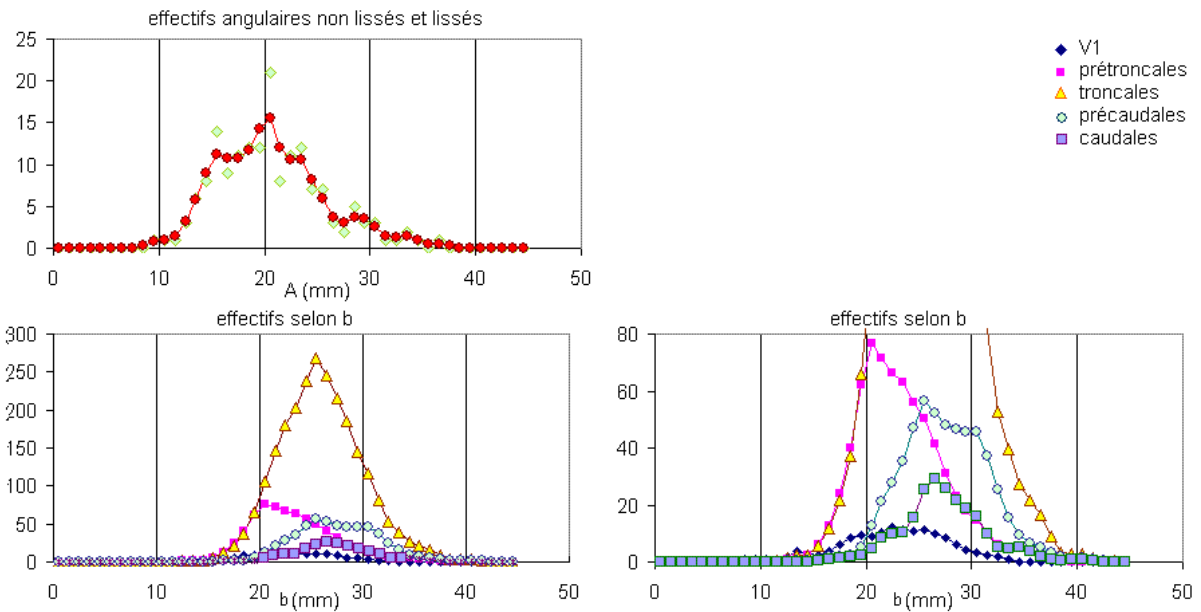 effectifs angulaires non lissés et lissés
25
20
15
10
5
0
0 10 20 30 40 50
A (mm)
V1
prétroncales
troncales
précaudales
caudales
effectifs selon b
300
250
200
150
100
50
0
0 10 20 30 40 50
b (mm)
effectifs selon b
80
60
40
20
0
0 10 20 30 40 50
b (mm)